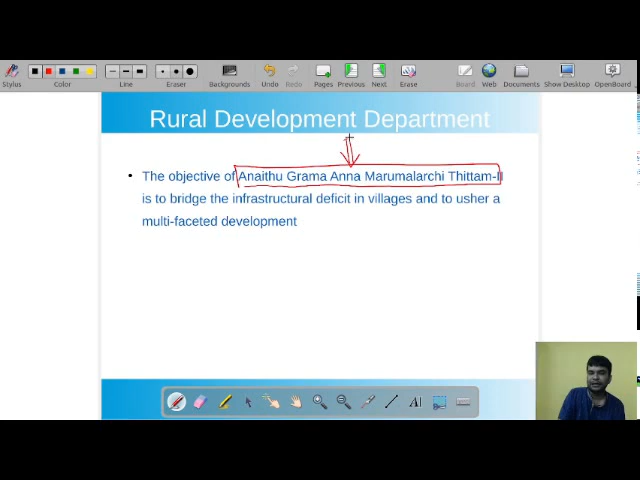 Stylus
Color
Line
Eraser
Backgrounds
Undo
Redo
Pages
Previous
Next
Erase
Board
Web
Documents
Show Desktop
OpenBoard
Rural Development Department
• The objective of Anaithu Grama Anna Marumalarchi Thittam-II
is to bridge the infrastructural deficit in villages and to usher a
multi-faceted development
AI